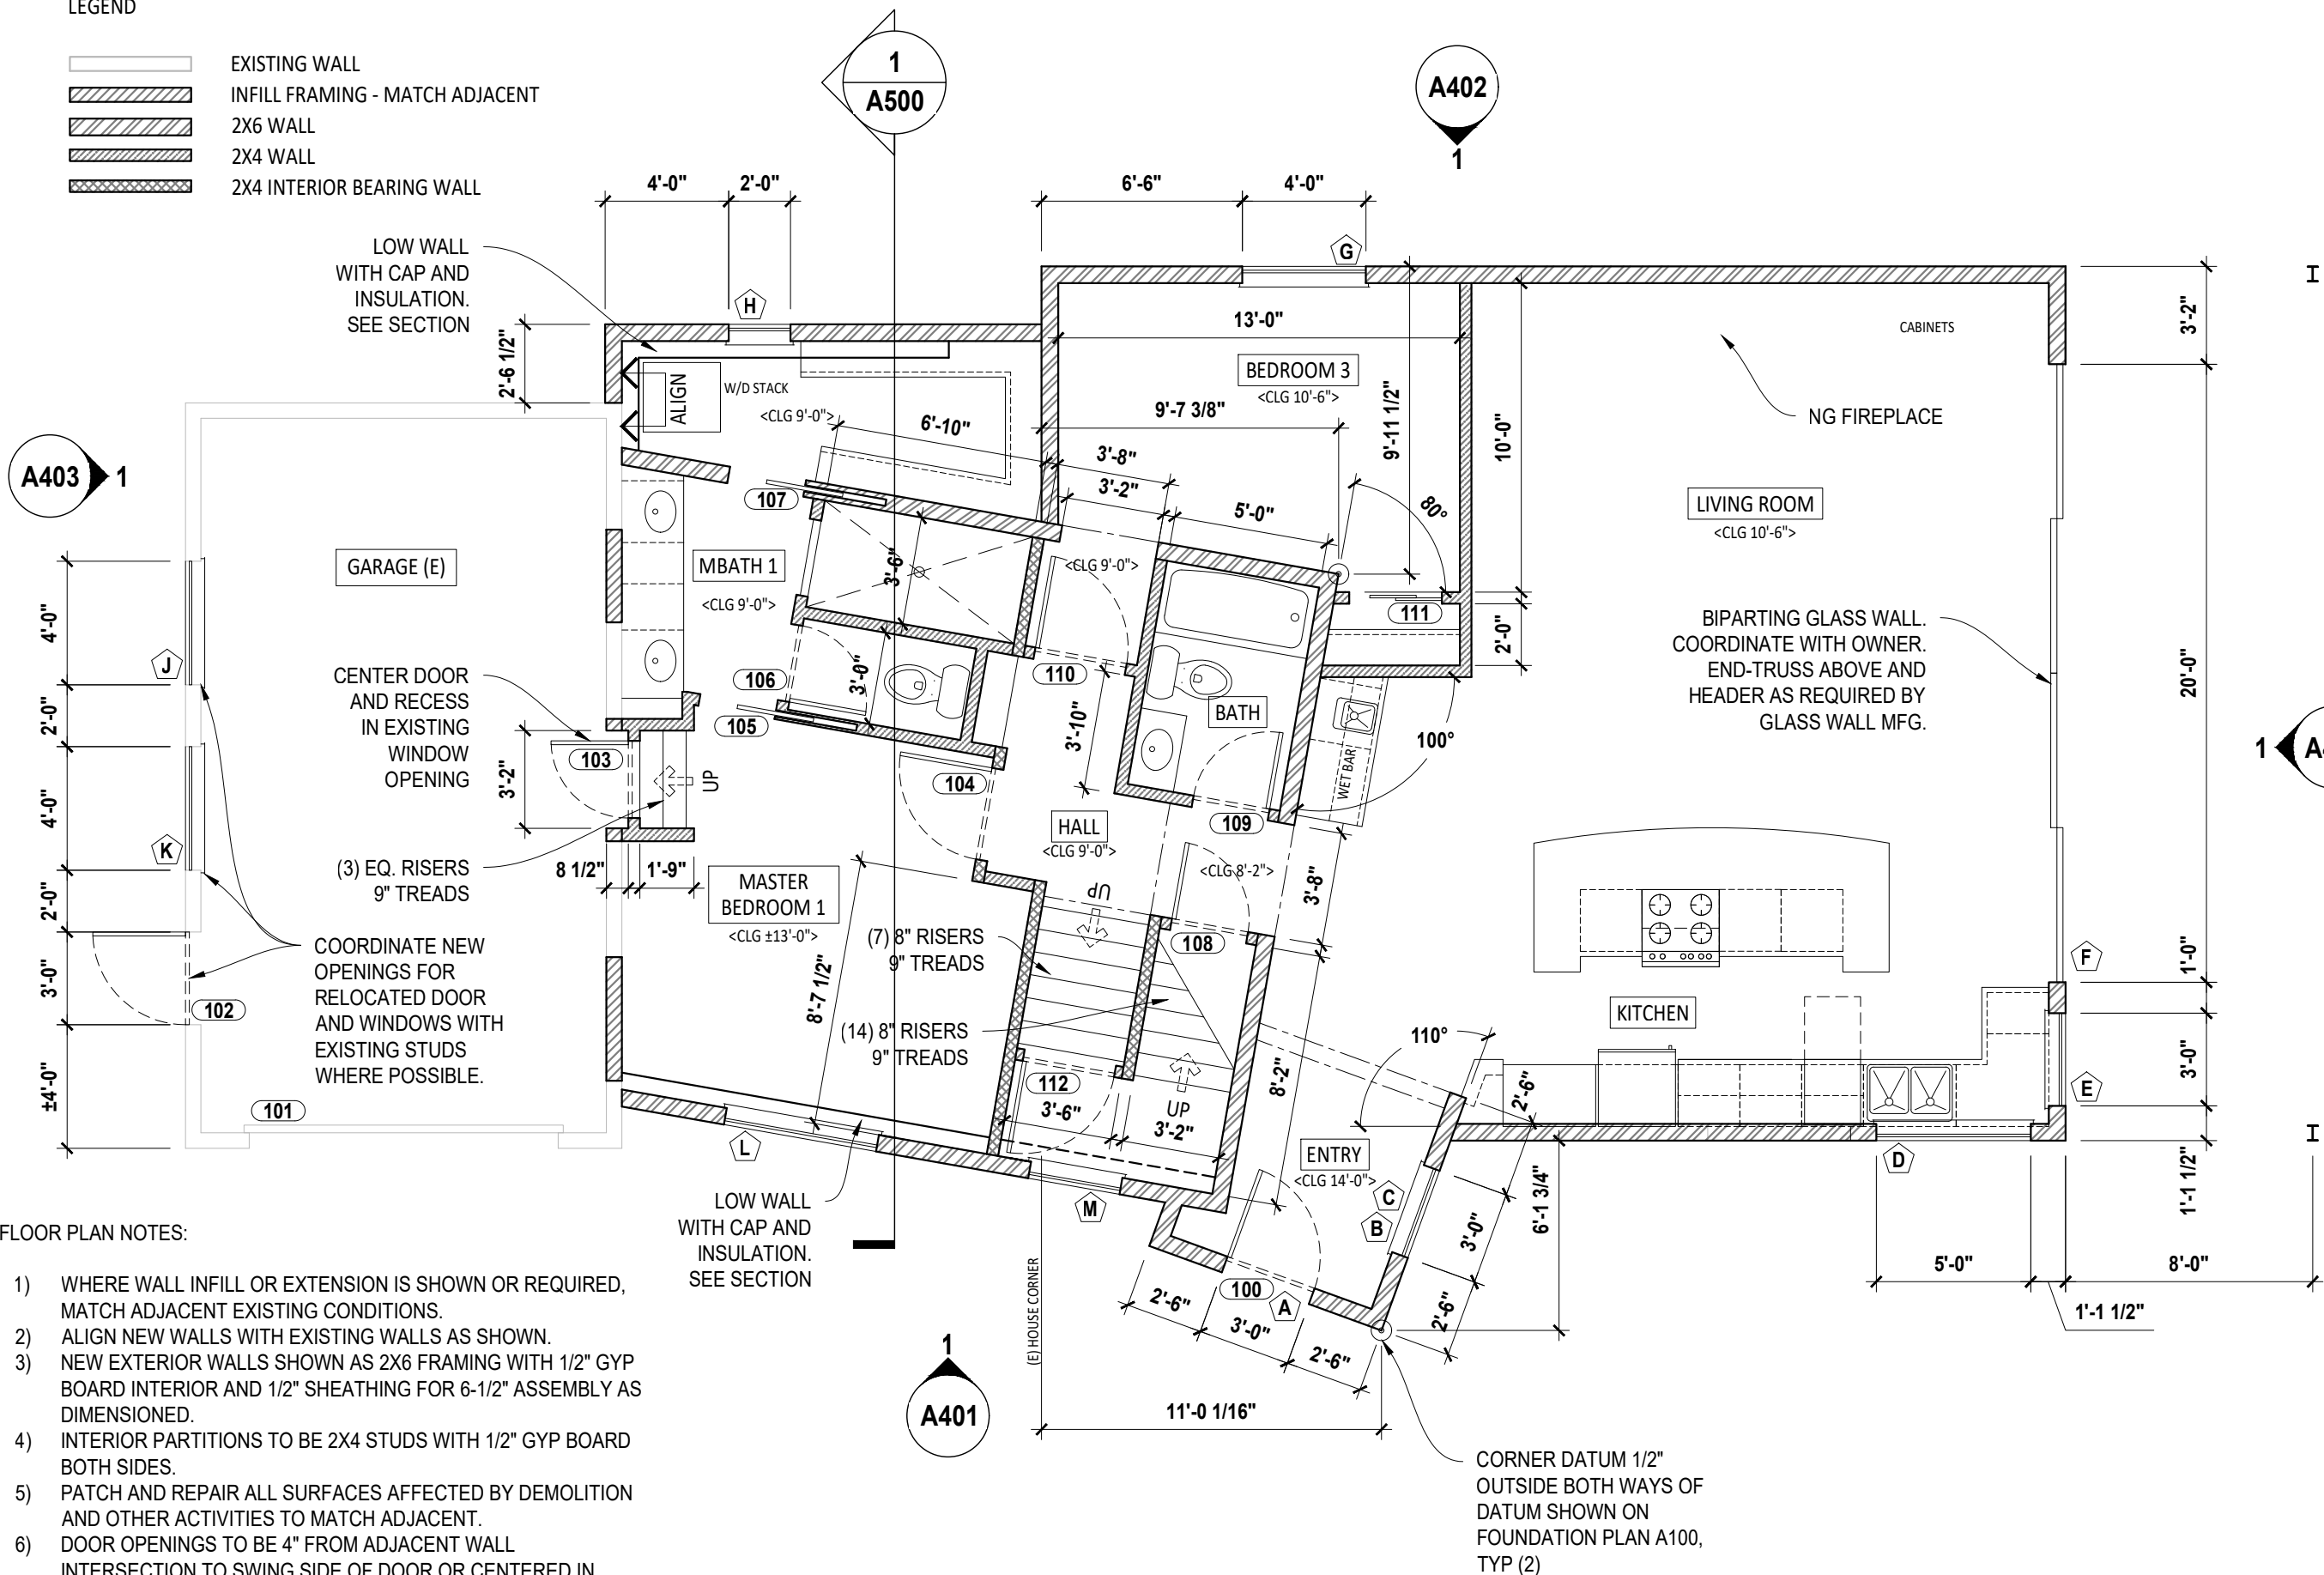 LEGEND
EXISTING WALL
INFILL FRAMING - MATCH ADJACENT
2X6 WALL
2X4 WALL
2X4 INTERIOR BEARING WALL
1
A500
A402
1
4'-0"
2'-0"
6'-6"
4'-0"
LOW WALL
WITH CAP AND
INSULATION.
SEE SECTION
H
G
2'-6 1/2"
ALIGN
W/D STACK
<CLG 9'-0">
6'-10"
13'-0"
BEDROOM 3
<CLG 10'-6">
9'-7 3/8"
9'-11 1/2"
10'-0"
CABINETS
NG FIREPLACE
3'-2"
I
A403
1
3'-8"
3'-2"
5'-0"
80°
107
LIVING ROOM
<CLG 10'-6">
GARAGE (E)
MBATH 1
<CLG 9'-0">
3'-6"
<CLG 9'-0">
111
2'-0"
BIPARTING GLASS WALL.
COORDINATE WITH OWNER.
END-TRUSS ABOVE AND
HEADER AS REQUIRED BY
GLASS WALL MFG.
20'-0"
4'-0"
J
CENTER DOOR
AND RECESS
IN EXISTING
WINDOW
OPENING
106
3'-0"
110
BATH
105
3'-10"
WET BAR
100°
1
2'-0"
103
UP
3'-2"
104
4'-0"
K
HALL
<CLG 9'-0">
109
(3) EQ. RISERS
9" TREADS
8 1/2"
1'-9"
MASTER
BEDROOM 1
<CLG ±13'-0">
8'-7 1/2"
UP
<CLG 8'-2">
3'-8"
2'-0"
COORDINATE NEW
OPENINGS FOR
RELOCATED DOOR
AND WINDOWS WITH
EXISTING STUDS
WHERE POSSIBLE.
(7) 8" RISERS
9" TREADS
108
F
1'-0"
3'-0"
102
(14) 8" RISERS
9" TREADS
KITCHEN
110°
8'-2"
3'-0"
E
±4'-0"
101
112
3'-6"
UP
3'-2"
2'-6"
L
D
I
ENTRY
<CLG 14'-0">
C
B
M
3'-0"
6'-1 3/4"
1'-1 1/2"
LOW WALL
WITH CAP AND
INSULATION.
SEE SECTION
5'-0"
8'-0"
1'-1 1/2"
(E) HOUSE CORNER
100
A
2'-6"
3'-0"
2'-6"
2'-6"
1
A401
11'-0 1/16"
CORNER DATUM 1/2"
OUTSIDE BOTH WAYS OF
DATUM SHOWN ON
FOUNDATION PLAN A100,
TYP (2)
FLOOR PLAN NOTES:
1) WHERE WALL INFILL OR EXTENSION IS SHOWN OR REQUIRED,
MATCH ADJACENT EXISTING CONDITIONS.
2) ALIGN NEW WALLS WITH EXISTING WALLS AS SHOWN.
3) NEW EXTERIOR WALLS SHOWN AS 2X6 FRAMING WITH 1/2" GYP
BOARD INTERIOR AND 1/2" SHEATHING FOR 6-1/2" ASSEMBLY AS
DIMENSIONED.
4) INTERIOR PARTITIONS TO BE 2X4 STUDS WITH 1/2" GYP BOARD
BOTH SIDES.
5) PATCH AND REPAIR ALL SURFACES AFFECTED BY DEMOLITION
AND OTHER ACTIVITIES TO MATCH ADJACENT.
6) DOOR OPENINGS TO BE 4" FROM ADJACENT WALL
INTERSECTION TO SWING SIDE OF DOOR OR CENTERED IN